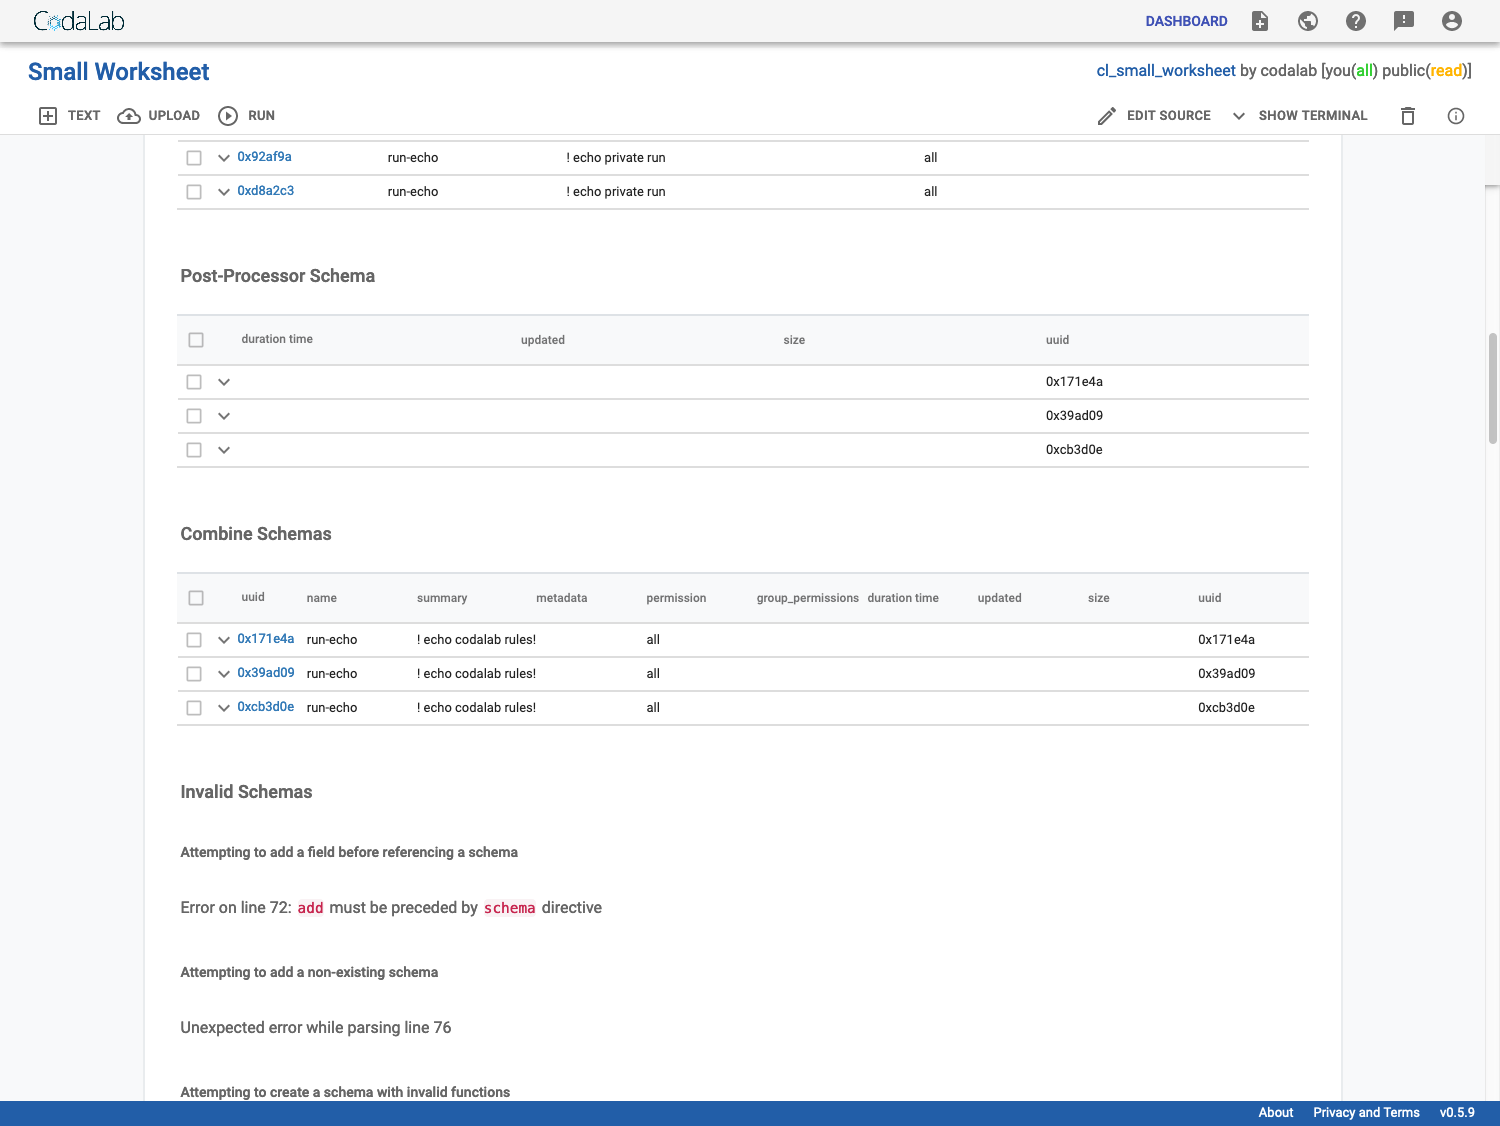 CodaLab
DASHBOARD
Small Worksheet
cl_small_worksheet by codalab [you(all) public(read)]
TEXT UPLOAD RUN EDIT SOURCE SHOW TERMINAL
0x92af9a run-echo ! echo private run all
0xd8a2c3 run-echo ! echo private run all
Post-Processor Schema
duration time updated size uuid
0x171e4a
0x39ad09
0xcb3d0e
Combine Schemas
uuid name summary metadata permission group_permissions duration time updated size uuid
0x171e4a run-echo ! echo codalab rules! all 0x171e4a
0x39ad09 run-echo ! echo codalab rules! all 0x39ad09
0xcb3d0e run-echo ! echo codalab rules! all 0xcb3d0e
Invalid Schemas
Attempting to add a field before referencing a schema
Error on line 72: add must be preceded by schema directive
Attempting to add a non-existing schema
Unexpected error while parsing line 76
Attempting to create a schema with invalid functions
About Privacy and Terms v0.5.9